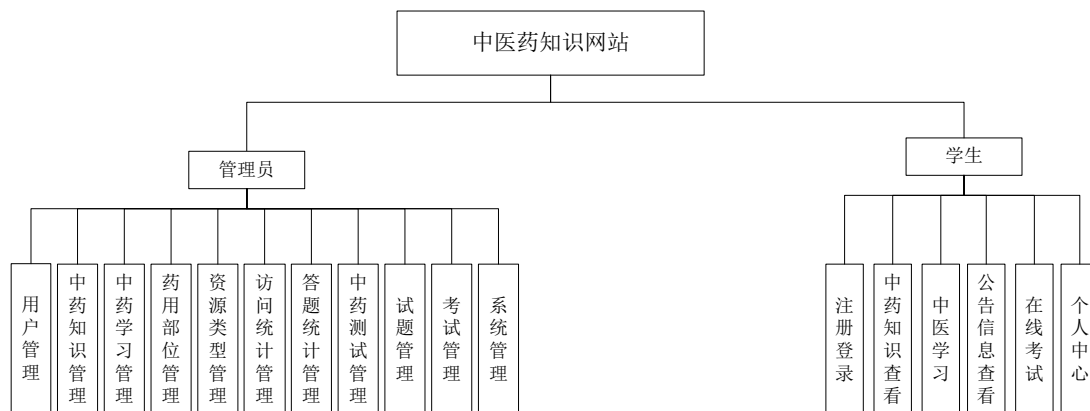 中医药知识网站
管理员
学生
用户管理
中药知识管理
中药学习管理
药用部位管理
资源类型管理
访问统计管理
答题统计管理
中药测试管理
试题管理
考试管理
系统管理
注册登录
中药知识查看
中医学习
公告信息查看
在线考试
个人中心